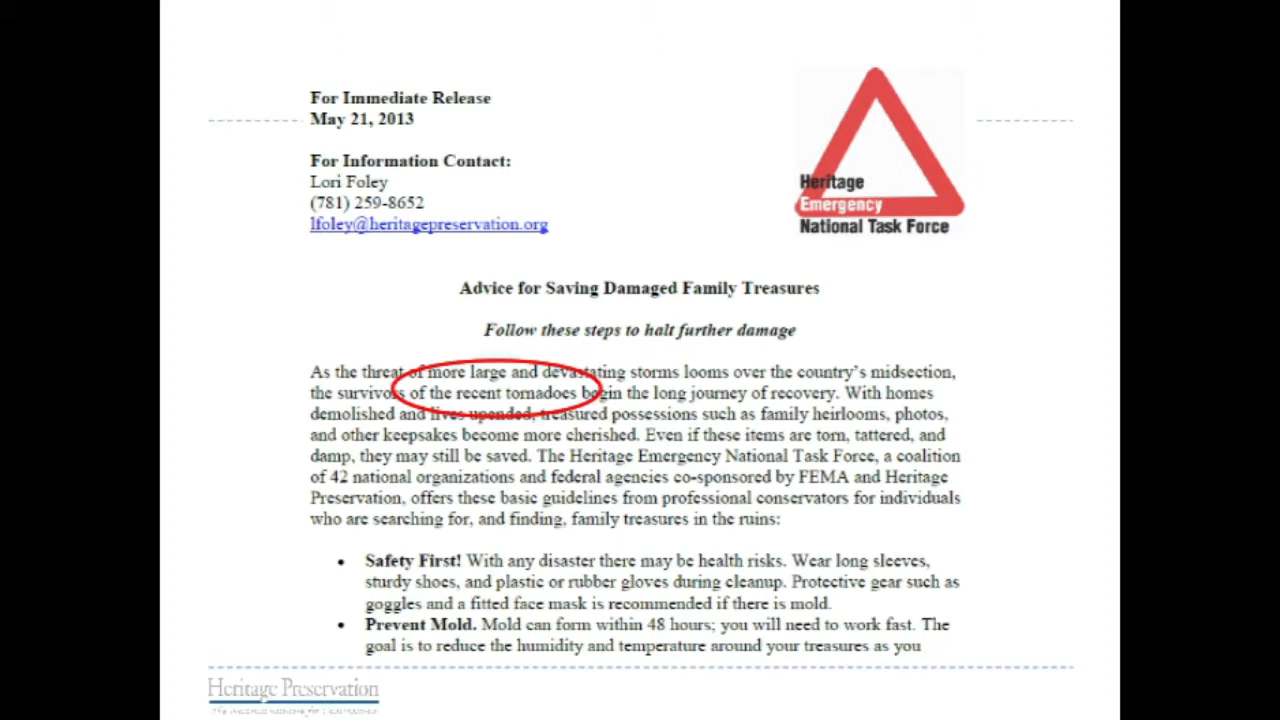 For Immediate Release
May 21, 2013
For Information Contact:
Lori Foley
(781) 259-8652
lfoley@heritagepreservation.org
Heritage
Emergency
National Task Force
Advice for Saving Damaged Family Treasures
Follow these steps to halt further damage
As the threat of more large and devastating storms looms over the country's midsection,
the survivors of the recent tornadoes begin the long journey of recovery. With homes
demolished and lives upended, treasured possessions such as family heirlooms, photos,
and other keepsakes become more cherished. Even if these items are torn, tattered, and
damp, they may still be saved. The Heritage Emergency National Task Force, a coalition
of 42 national organizations and federal agencies co-sponsored by FEMA and Heritage
Preservation, offers these basic guidelines from professional conservators for individuals
who are searching for, and finding, family treasures in the ruins:
• Safety First! With any disaster there may be health risks. Wear long sleeves,
sturdy shoes, and plastic or rubber gloves during cleanup. Protective gear such as
goggles and a fitted face mask is recommended if there is mold.
• Prevent Mold. Mold can form within 48 hours; you will need to work fast. The
goal is to reduce the humidity and temperature around your treasures as you
Heritage Preservation